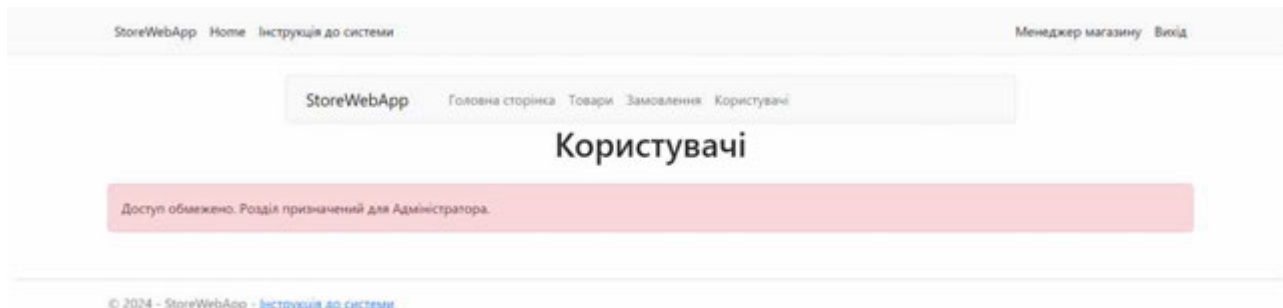 StoreWebApp Home Інструкція до системи Менеджер магазину Вихід
StoreWebApp Головна сторінка Товари Замовлення Користувачі
Користувачі
Доступ обмежено. Розділ призначений для Адміністратора.
© 2024 - StoreWebApp - Інструкція до системи